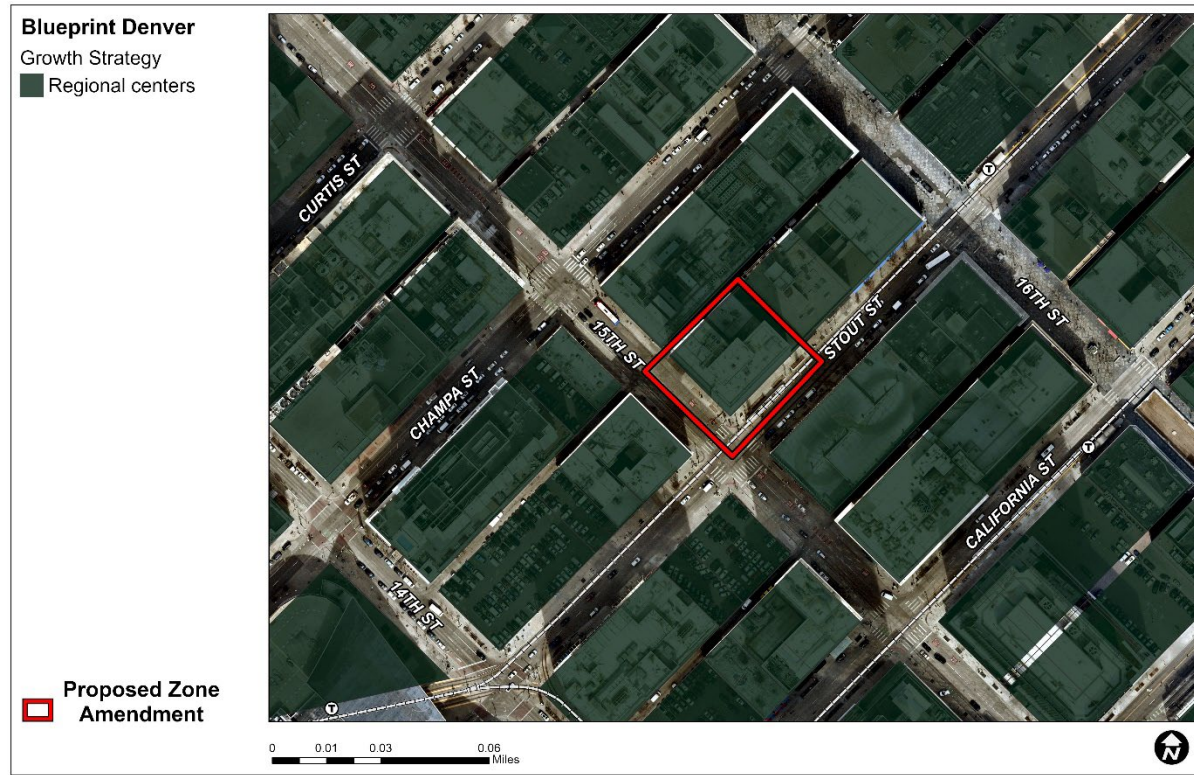 Blueprint Denver
Growth Strategy
Regional centers
CURTIS ST
CHAMPA ST
15TH ST
14TH ST
STOUT ST
16TH ST
CALIFORNIA ST
T
T
T
Proposed Zone
Amendment
0 0.01 0.03 0.06
Miles
N